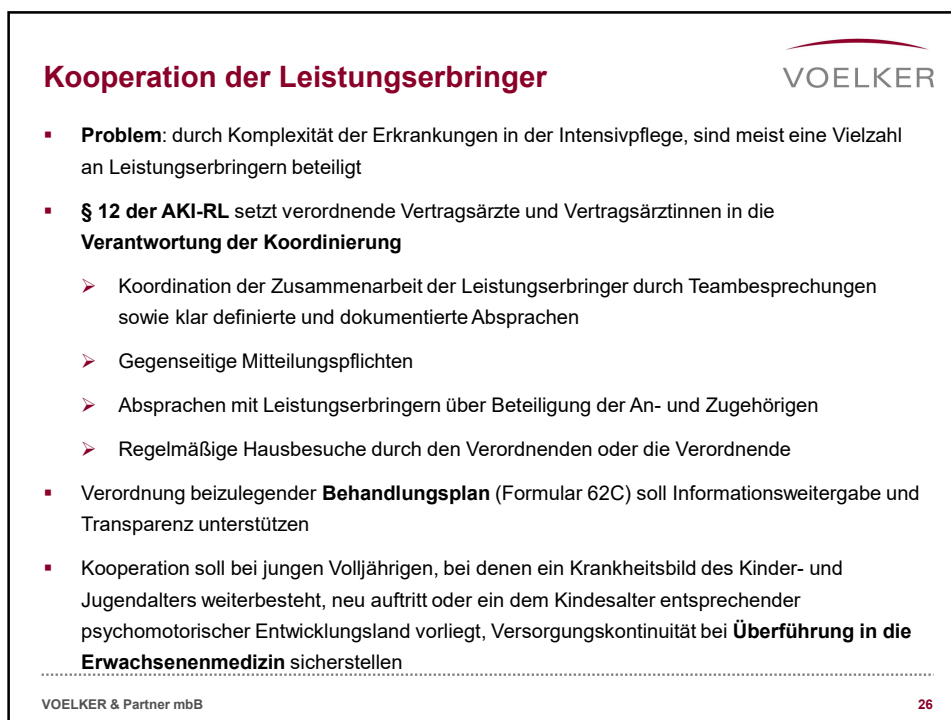 Kooperation der Leistungserbringer
VOELKER
▪ Problem: durch Komplexität der Erkrankungen in der Intensivpflege, sind meist eine Vielzahl
an Leistungserbringern beteiligt
▪ § 12 der AKI-RL setzt verordnende Vertragsärzte und Vertragsärztinnen in die
Verantwortung der Koordinierung
➢ Koordination der Zusammenarbeit der Leistungserbringer durch Teambesprechungen
sowie klar definierte und dokumentierte Absprachen
➢ Gegenseitige Mitteilungspflichten
➢ Absprachen mit Leistungserbringern über Beteiligung der An- und Zugehörigen
➢ Regelmäßige Hausbesuche durch den Verordnenden oder die Verordnende
▪ Verordnung beizulegender Behandlungsplan (Formular 62C) soll Informationsweitergabe und
Transparenz unterstützen
▪ Kooperation soll bei jungen Volljährigen, bei denen ein Krankheitsbild des Kinder- und
Jugendalters weiterbesteht, neu auftritt oder ein dem Kindesalter entsprechender
psychomotorischer Entwicklungsland vorliegt, Versorgungskontinuität bei Überführung in die
Erwachsenenmedizin sicherstellen
VOELKER & Partner mbB
26